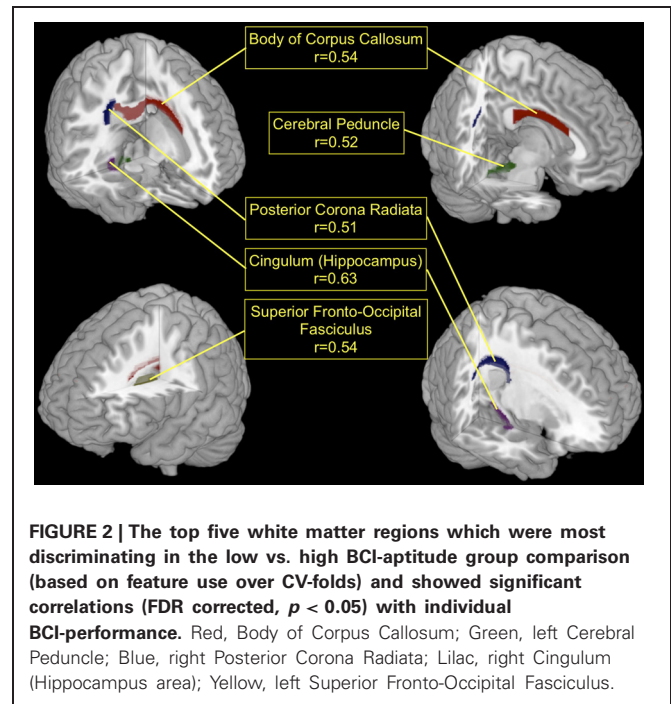 Body of Corpus Callosum
r=0.54
Cerebral Peduncle
r=0.52
Posterior Corona Radiata
r=0.51
Cingulum (Hippocampus)
r=0.63
Superior Fronto-Occipital
Fasciculus
r=0.54
FIGURE 2 | The top five white matter regions which were most
discriminating in the low vs. high BCI-aptitude group comparison
(based on feature use over CV-folds) and showed significant
correlations (FDR corrected, p < 0.05) with individual
BCI-performance. Red, Body of Corpus Callosum; Green, left Cerebral
Peduncle; Blue, right Posterior Corona Radiata; Lilac, right Cingulum
(Hippocampus area); Yellow, left Superior Fronto-Occipital Fasciculus.